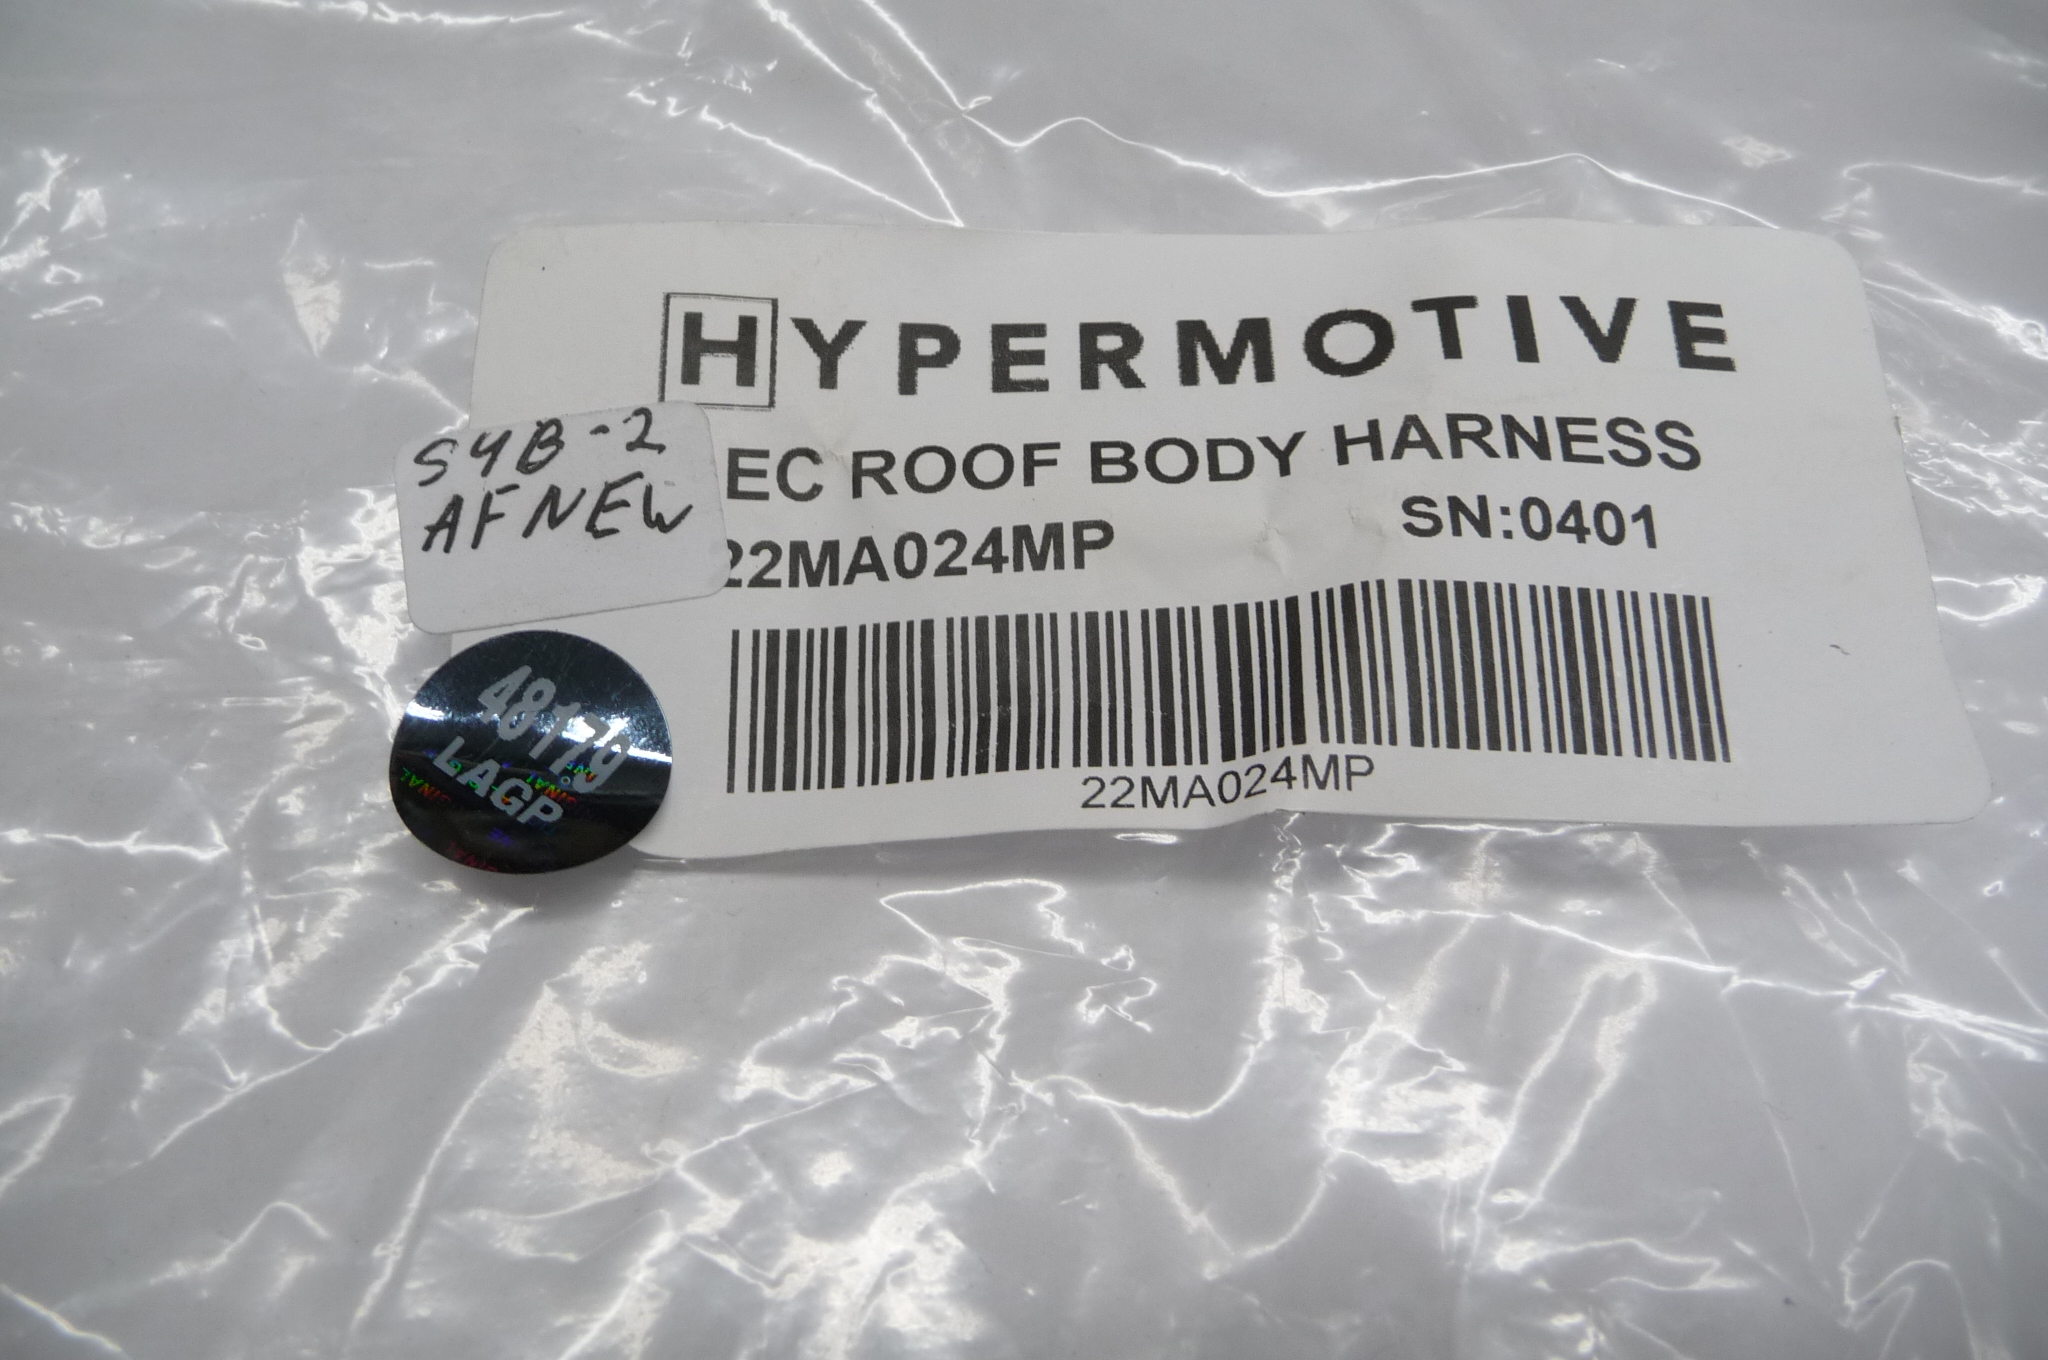 HYPERMOTIVE
EC ROOF BODY HARNESS
22MA024MP
SN:0401
22MA024MP
S4B-2
AFNEW
48179
LAGP